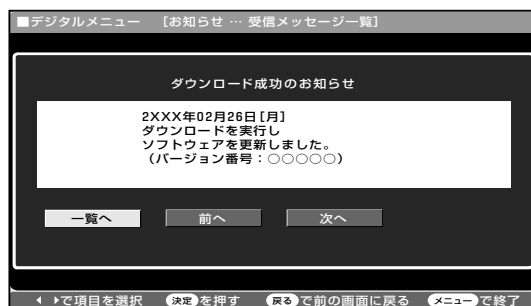 ■デジタルメニュー ［お知らせ … 受信メッセージ一覧］
ダウンロード成功のお知らせ
2XXX年02月26日［月］
ダウンロードを実行し
ソフトウェアを更新しました。
（バージョン番号：○○○○○）
一覧へ 前へ 次へ
で項目を選択 決定 を押す 戻る で前の画面に戻る メニュー で終了